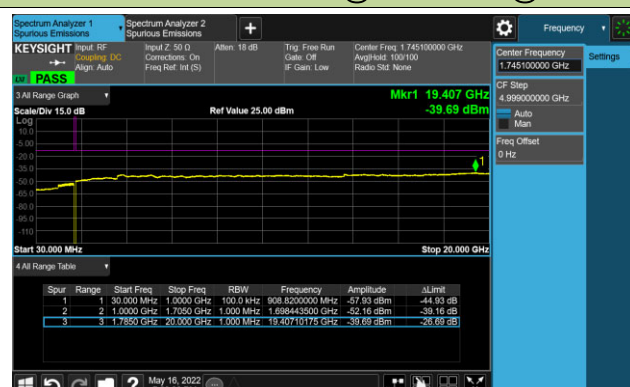 Spectrum Analyzer 1
Spurious Emissions
Spectrum Analyzer 2
Spurious Emissions
+
Frequency
KEYSIGHT
Input: RF
Coupling: DC
Align: Auto
Input Z: 50 Ω
Corrections: On
Freq Ref: Int (S)
Atten: 18 dB
Trig: Free Run
Gate: Off
IF Gain: Low
Center Freq: 1.745100000 GHz
Avg|Hold: 100/100
Radio Std: None
PASS
Center Frequency
1.745100000 GHz
Settings
CF Step
4.999000000 GHz
Auto
Man
Freq Offset
0 Hz
3 All Range Graph
Mkr1 19.407 GHz
-39.69 dBm
Scale/Div 15.0 dB
Ref Value 25.00 dBm
Log
10.0
-5.00
-20.0
-35.0
-50.0
-65.0
-80.0
-95.0
-110
1
Start 30.000 MHz
Stop 20.000 GHz
4 All Range Table
Spur Range Start Freq Stop Freq RBW Frequency Amplitude ΔLimit
1 1 30.000 MHz 1.0000 GHz 100.0 kHz 908.8200000 MHz -57.93 dBm -44.93 dB
2 2 1.0000 GHz 1.7050 GHz 1.000 MHz 1.698443500 GHz -52.16 dBm -39.16 dB
3 3 1.7850 GHz 20.000 GHz 1.000 MHz 19.40710175 GHz -39.69 dBm -26.69 dB
?
May 16, 2022